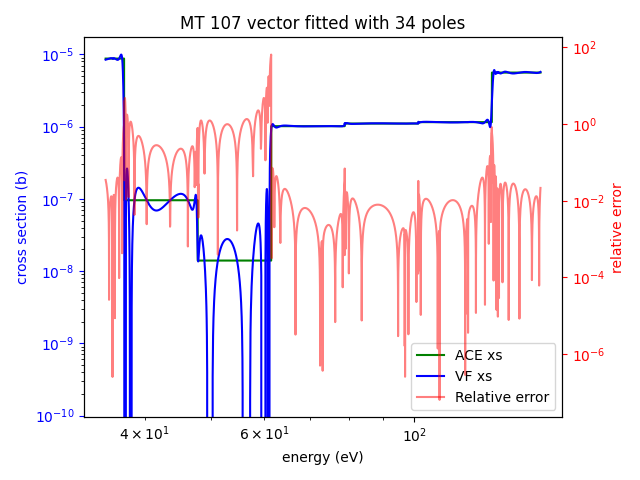 MT 107 vector fitted with 34 poles
cross section (b)
10⁻⁵
10⁻⁶
10⁻⁷
10⁻⁸
10⁻⁹
10⁻¹⁰
10²
10⁰
10⁻²
10⁻⁴
10⁻⁶
relative error
ACE xs
VF xs
Relative error
4 × 10¹
6 × 10¹
10²
energy (eV)